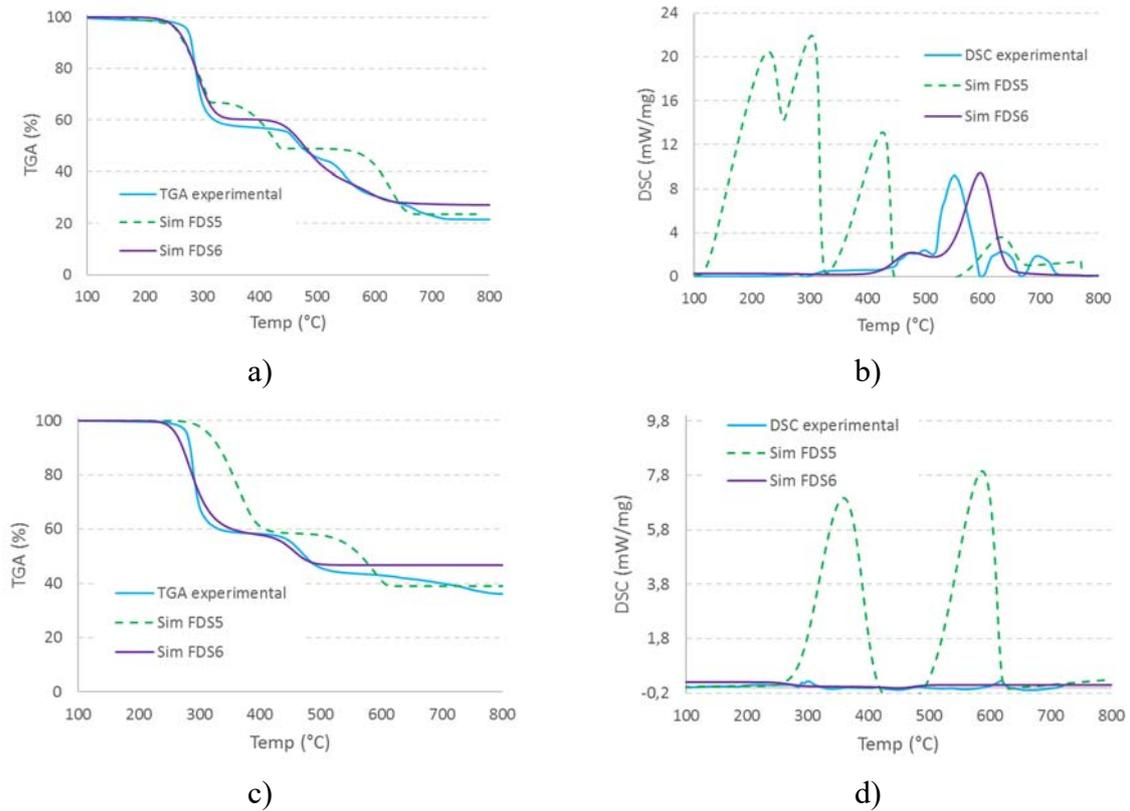 100
80
60
40
20
0
TGA (%)
TGA experimental
Sim FDS5
Sim FDS6
100 200 300 400 500 600 700 800
Temp (°C)
a)
24
20
16
12
8
4
0
DSC (mW/mg)
DSC experimental
Sim FDS5
Sim FDS6
100 200 300 400 500 600 700 800
Temp (°C)
b)
100
80
60
40
20
0
TGA (%)
TGA experimental
Sim FDS5
Sim FDS6
100 200 300 400 500 600 700 800
Temp (°C)
c)
9,8
7,8
5,8
3,8
1,8
-0,2
DSC (mW/mg)
DSC experimental
Sim FDS5
Sim FDS6
100 200 300 400 500 600 700 800
Temp (°C)
d)